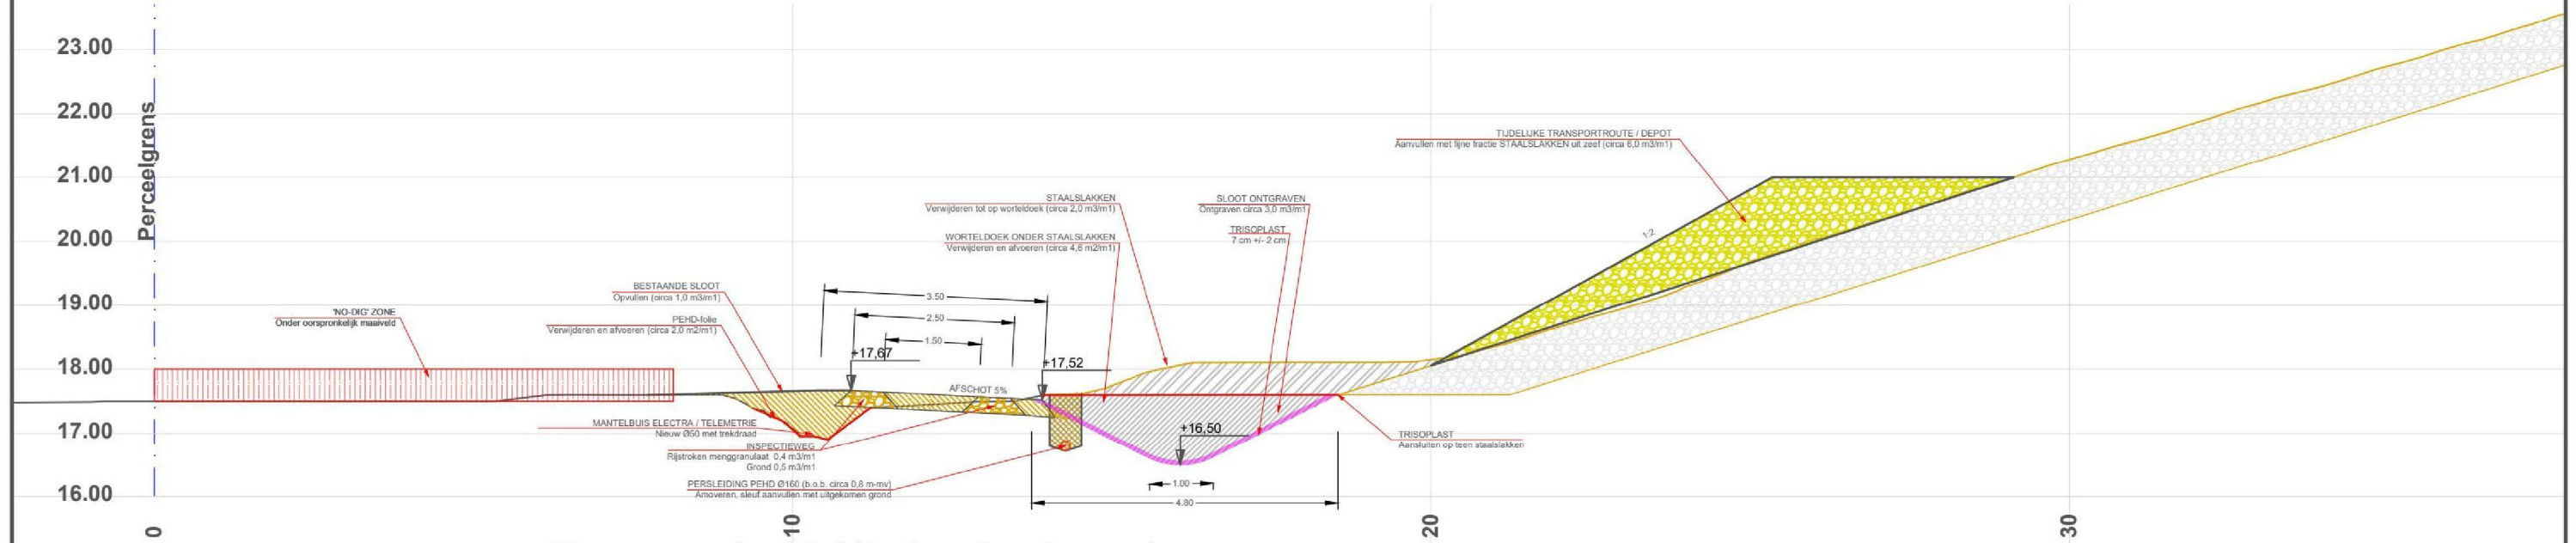 23.00
22.00
21.00
20.00
19.00
18.00
17.00
16.00
Perceelgrens
'NO-DIG' ZONE
Onder oorspronkelijk maaiveld
BESTAANDE SLOOT
Opvullen (circa 1,0 m3/m1)
PEHD-folie
Verwijderen en afvoeren (circa 2,0 m2/m1)
MANTELBUIS ELECTRA / TELEMETRIE
Nieuw Ø50 met trekdraad
INSPECTIEWEG
Rijstroken menggranulaat 0,4 m3/m1
Grond 0,5 m3/m1
PERSLEIDING PEHD Ø160 (b.o.b. circa 0,8 m-mv)
Amoveren, sleuf aanvullen met uitgekomen grond
3.50
2.50
1.50
+17,67
+17,52
AFSCHOT 5%
STAALSLAKKEN
Verwijderen tot op worteldoek (circa 2,0 m3/m1)
WORTELDOEK ONDER STAALSLAKKEN
Verwijderen en afvoeren (circa 4,6 m2/m1)
SLOOT ONTGRAVEN
Ontgraven circa 3,0 m3/m1
TRISOPLAST
7 cm +/- 2 cm
+16,50
1.00
4.80
TRISOPLAST
Aansluiten op teen staalslakken
TIJDELIJKE TRANSPORTROUTE / DEPOT
Aanvullen met fijne fractie STAALSLAKKEN uit zeef (circa 6,0 m3/m1)
1:2
0
10
20
30